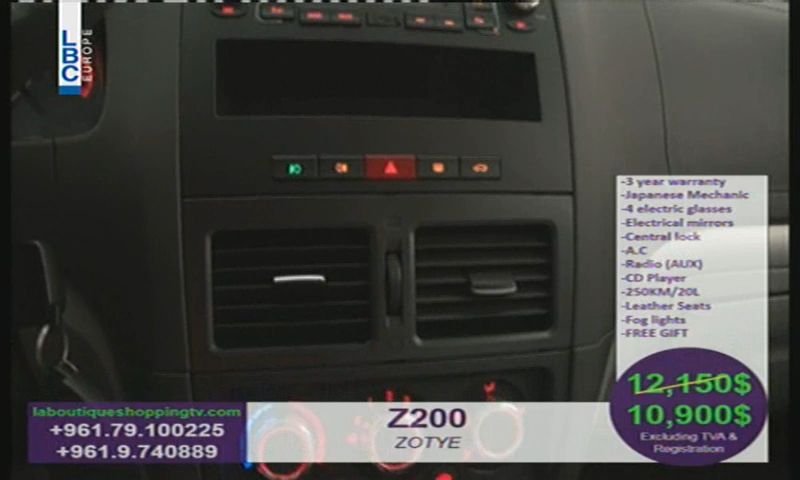 LBC
EUROPE
-3 year warranty
-Japanese Mechanic
-4 electric glasses
-Electrical mirrors
-Central lock
-A.C
-Radio (AUX)
-CD Player
-250KM/20L
-Leather Seats
-Fog lights
-FREE GIFT
12,150$
10,900$
Excluding TVA &
Registration
laboutiqueshoppingtv.com
+961.79.100225
+961.9.740889
Z200
ZOTYE